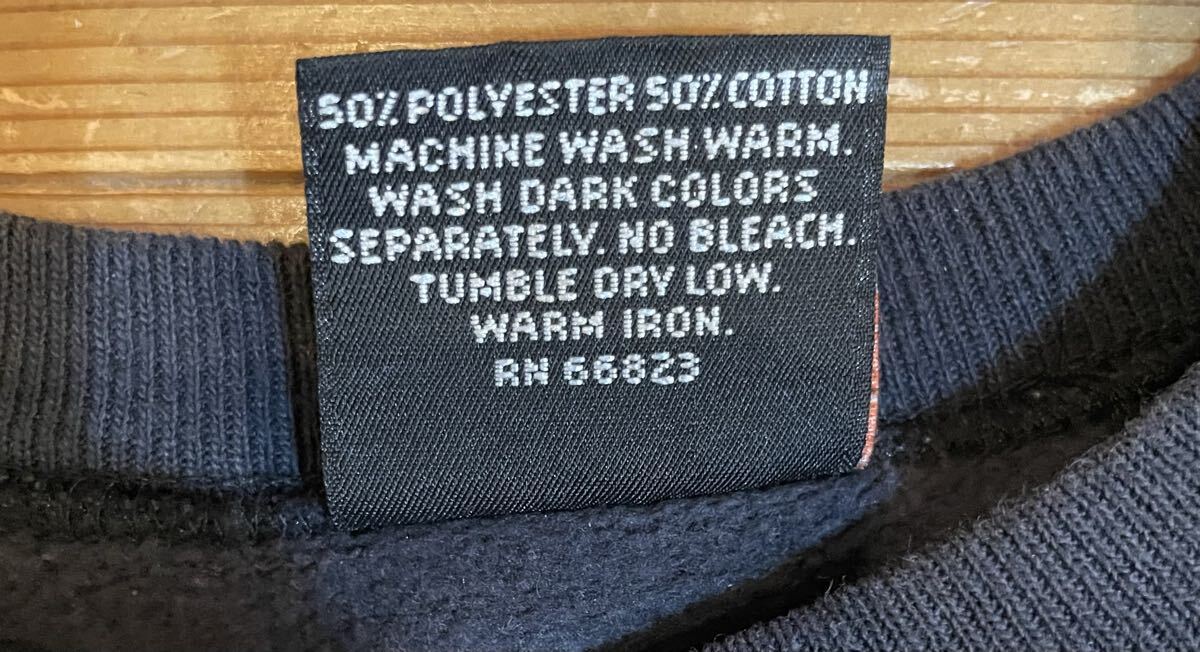 50% POLYESTER 50% COTTON
MACHINE WASH WARM.
WASH DARK COLORS
SEPARATELY. NO BLEACH.
TUMBLE DRY LOW.
WARM IRON.
RN 66823